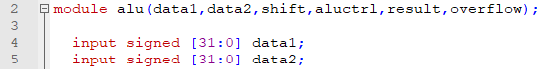 2 module alu(data1,data2,shift,aluctrl,result,overflow);
3
4 input signed [31:0] data1;
5 input signed [31:0] data2;